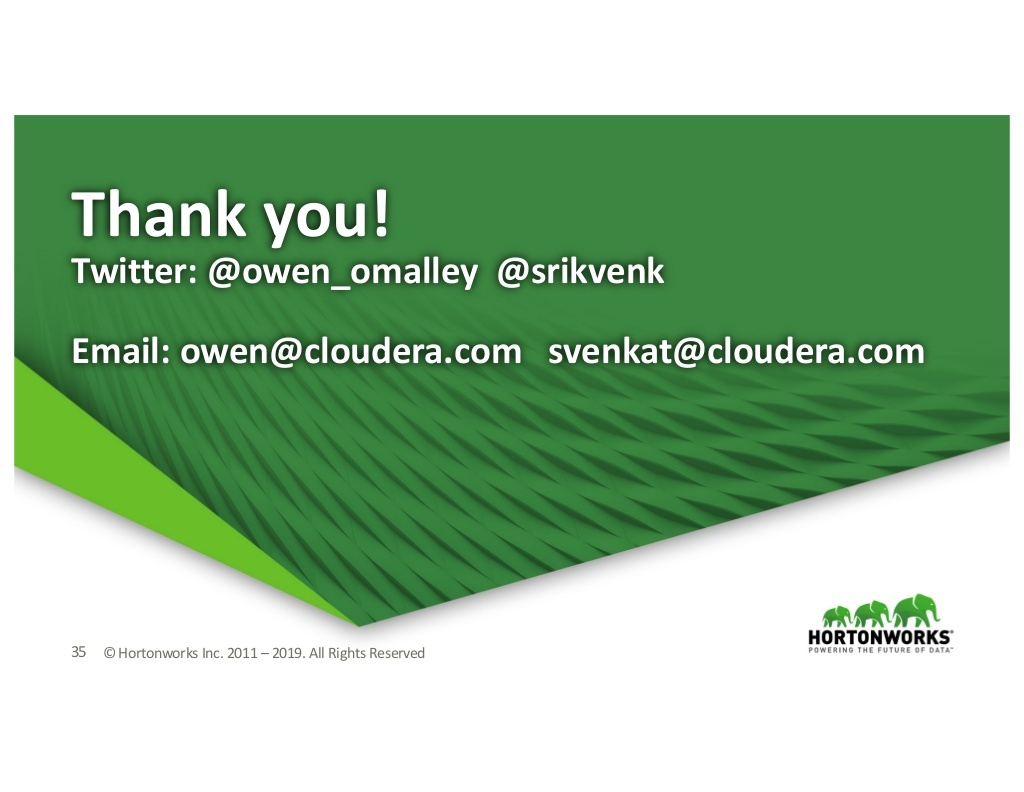 Thank you!
Twitter: @owen_omalley @srikvenk
Email: owen@cloudera.com svenkat@cloudera.com
35 © Hortonworks Inc. 2011 – 2019. All Rights Reserved
HORTONWORKS®
POWERING THE FUTURE OF DATA™